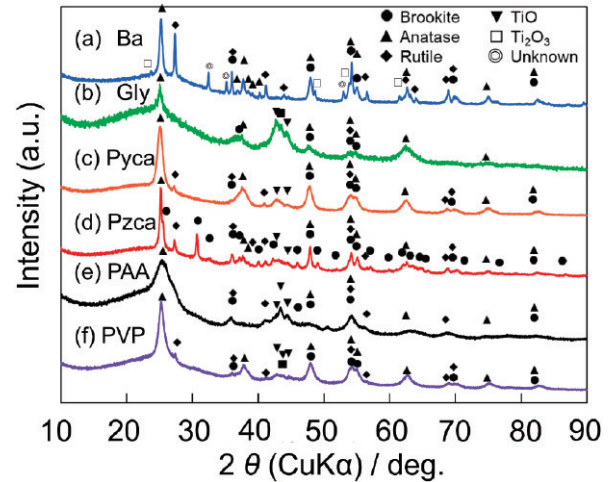 Brookite
TiO
Anatase
Ti₂O₃
Rutile
Unknown
(a) Ba
(b) Gly
(c) Pyca
(d) Pzca
(e) PAA
(f) PVP
Intensity (a.u.)
10 20 30 40 50 60 70 80 90
2 θ (CuKα) / deg.